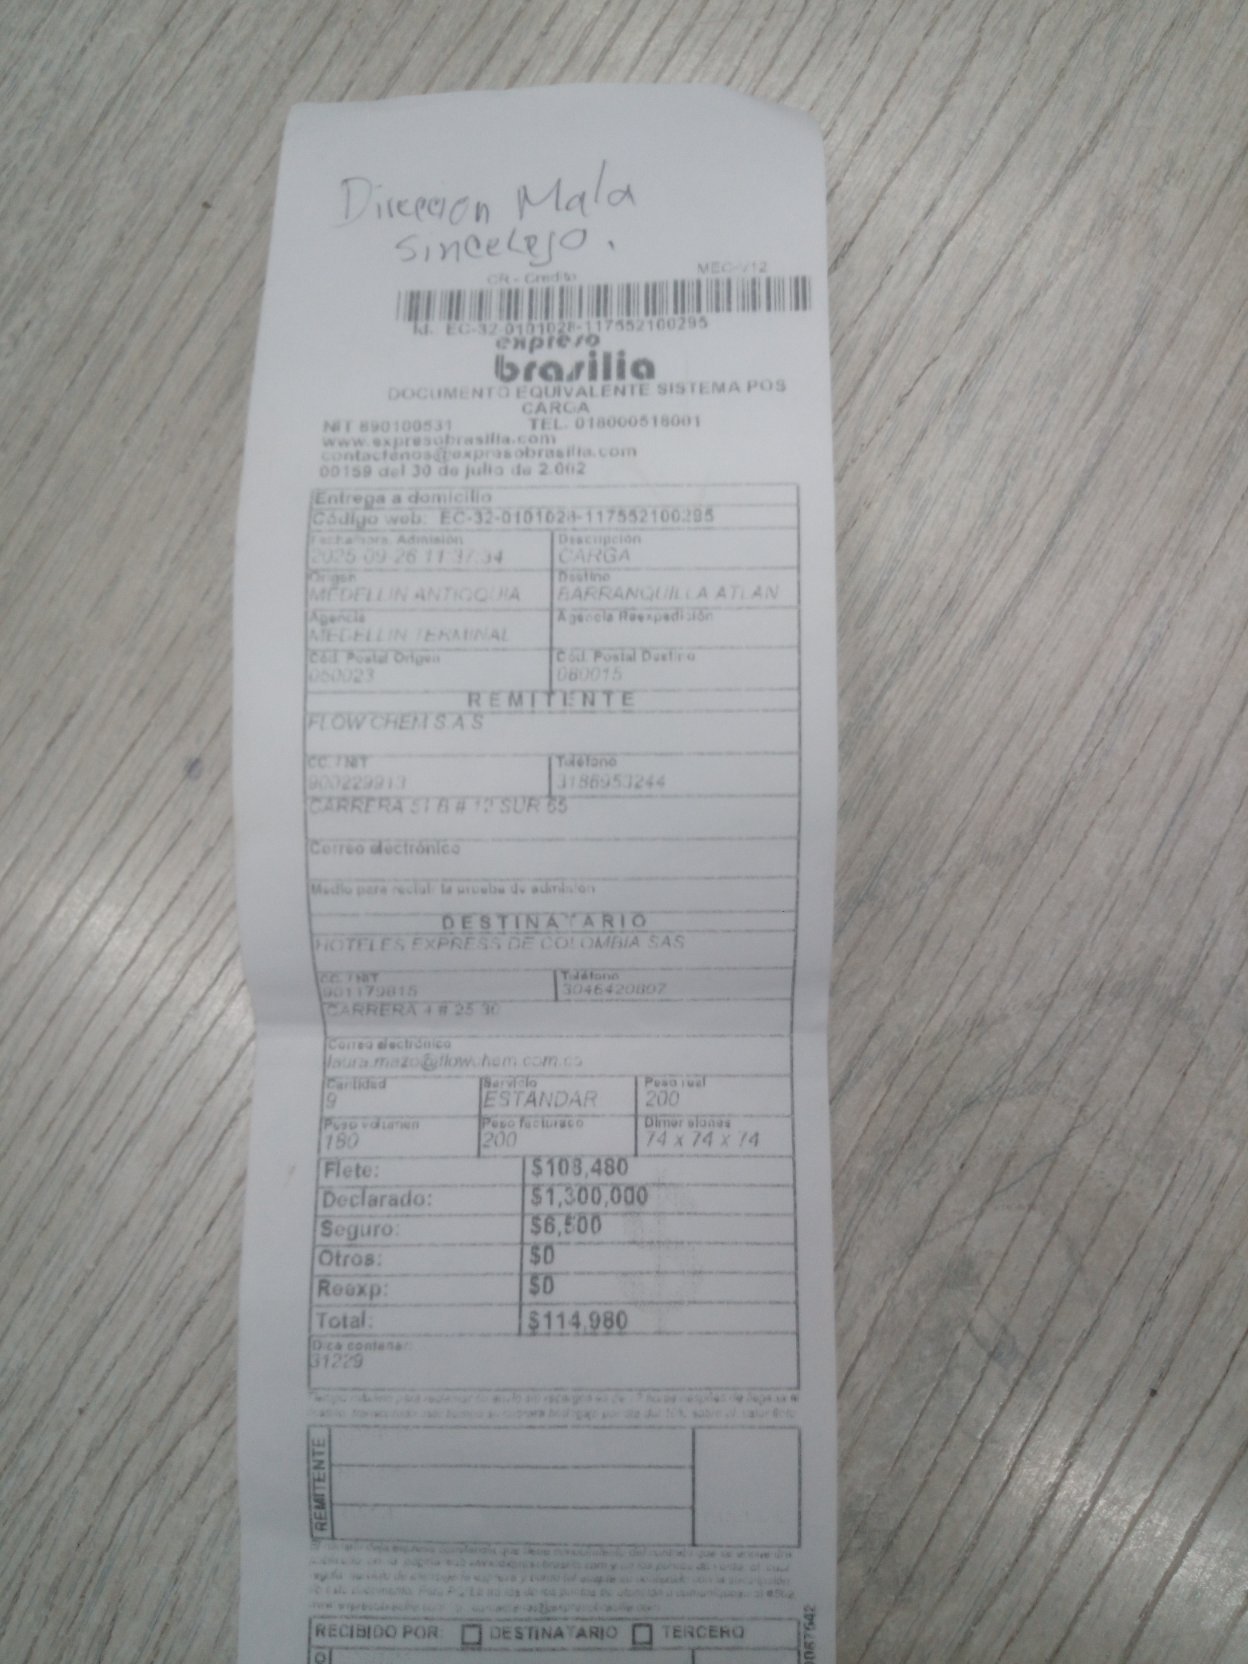 Direccion Mala
Sincelejo.
CR - Credito MEC-V12
Id. EC-32-0101028-117552100295
expreso
brasilia
DOCUMENTO EQUIVALENTE SISTEMA POS
CARGA
NIT 890100531 TEL. 018000518001
www.expresobrasilia.com
contactenos@expresobrasilia.com
00159 del 30 de julio de 2.002
Entrega a domicilio
Código web: EC-32-0101028-117552100295
Fecha/hora Admisión Descripción
2025-09-26 11:37:34 CARGA
Origen Destino
MEDELLIN ANTIOQUIA BARRANQUILLA ATLAN
Agencia Agencia Reexpedición
MEDELLIN TERMINAL
Cód. Postal Origen Cód. Postal Destino
050023 080015
REMITENTE
FLOW CHEM S.A.S
CC. / NIT Teléfono
900229913 3186953244
CARRERA 51 B # 12 SUR 65
Correo electrónico
Medio para recibir la prueba de admisión
DESTINATARIO
HOTELES EXPRESS DE COLOMBIA SAS
CC. / NIT Teléfono
901179815 3046420807
CARRERA 4 # 25 30
Correo electrónico
laura.mazo@flowchem.com.co
Cantidad Servicio Peso real
9 ESTANDAR 200
Peso volumen Peso facturado Dimensiones
180 200 74 x 74 x 74
Flete: $108,480
Declarado: $1,300,000
Seguro: $6,500
Otros: $0
Reexp: $0
Total: $114,980
Dice contener
31229
REMITENTE
RECIBIDO POR: DESTINATARIO TERCERO